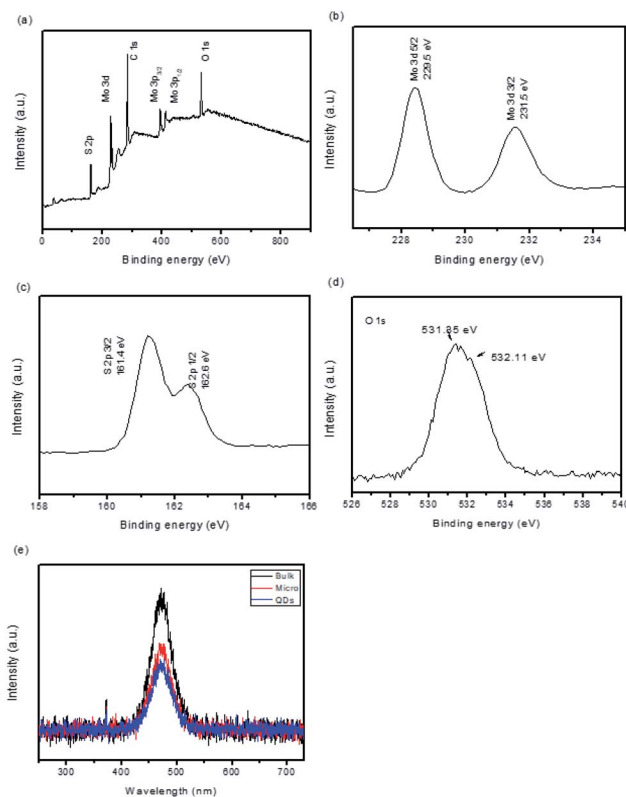 (a)
Intensity (a.u.)
S 2p
Mo 3d
C 1s
Mo 3p3/2
Mo 3p1/2
O 1s
0 200 400 600 800
Binding energy (eV)
(b)
Intensity (a.u.)
Mo 3d 5/2
229.5 eV
Mo 3d 3/2
231.5 eV
228 230 232 234
Binding energy (eV)
(c)
Intensity (a.u.)
S 2p 3/2
161.4 eV
S 2p 1/2
162.6 eV
158 160 162 164 166
Binding energy (eV)
(d)
Intensity (a.u.)
O 1s
531.35 eV
532.11 eV
526 528 530 532 534 536 538 540
Binding energy (eV)
(e)
Intensity (a.u.)
Bulk
Micro
QDs
300 400 500 600 700
Wavelength (nm)